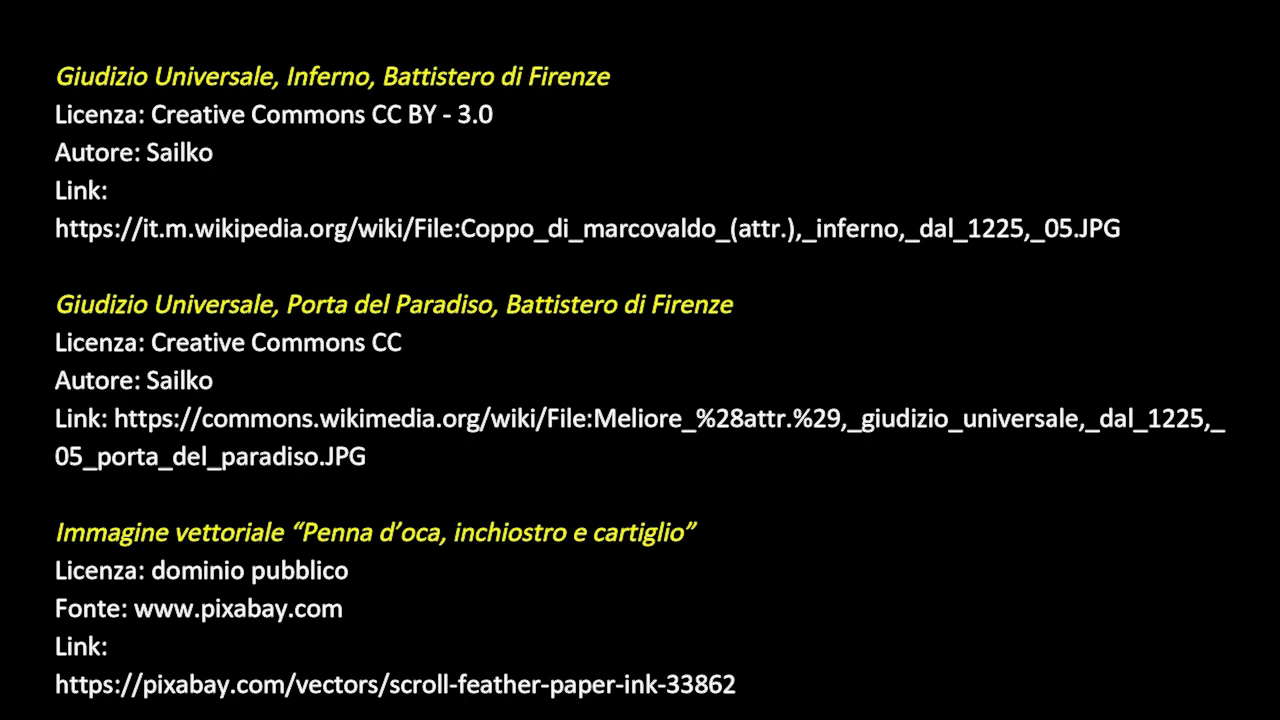 Giudizio Universale, Inferno, Battistero di Firenze
Licenza: Creative Commons CC BY - 3.0
Autore: Sailko
Link:
https://it.m.wikipedia.org/wiki/File:Coppo_di_marcovaldo_(attr.),_inferno,_dal_1225,_05.JPG
Giudizio Universale, Porta del Paradiso, Battistero di Firenze
Licenza: Creative Commons CC
Autore: Sailko
Link: https://commons.wikimedia.org/wiki/File:Meliore_%28attr.%29,_giudizio_universale,_dal_1225,_
05_porta_del_paradiso.JPG
Immagine vettoriale “Penna d’oca, inchiostro e cartiglio”
Licenza: dominio pubblico
Fonte: www.pixabay.com
Link:
https://pixabay.com/vectors/scroll-feather-paper-ink-33862